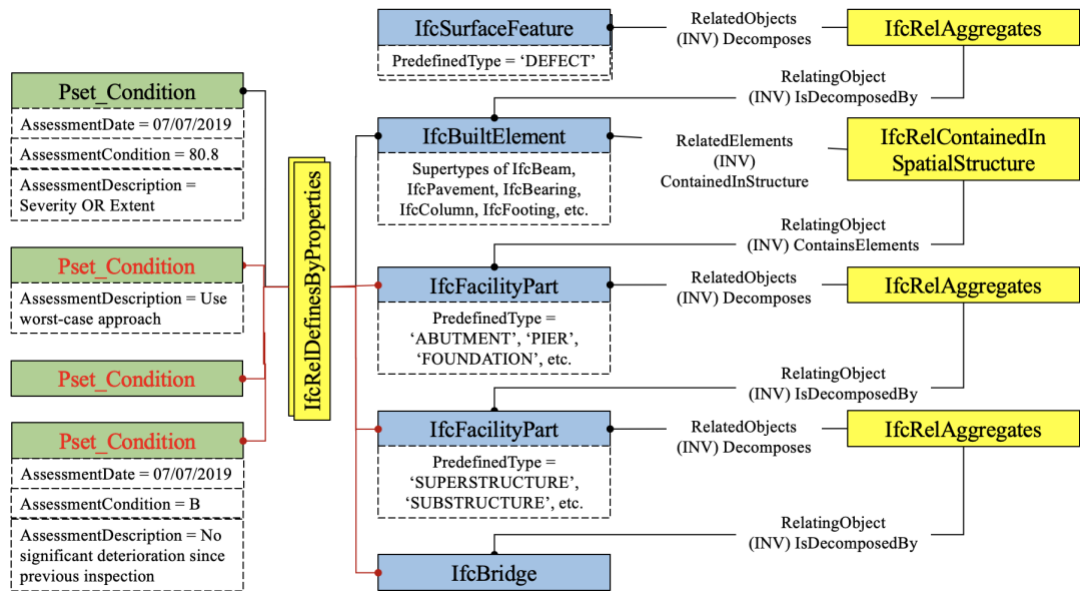 Pset_Condition
AssessmentDate = 07/07/2019
AssessmentCondition = 80.8
AssessmentDescription =
Severity OR Extent
Pset_Condition
AssessmentDescription = Use
worst-case approach
Pset_Condition
Pset_Condition
AssessmentDate = 07/07/2019
AssessmentCondition = B
AssessmentDescription = No
significant deterioration since
previous inspection
IfcRelDefinesByProperties
IfcSurfaceFeature
PredefinedType = ‘DEFECT’
RelatedObjects
(INV) Decomposes
IfcRelAggregates
RelatingObject
(INV) IsDecomposedBy
IfcBuiltElement
Supertypes of IfcBeam,
IfcPavement, IfcBearing,
IfcColumn, IfcFooting, etc.
RelatedElements
(INV)
ContainedInStructure
IfcRelContainedIn
SpatialStructure
RelatingObject
(INV) ContainsElements
IfcFacilityPart
PredefinedType =
‘ABUTMENT’, ‘PIER’,
‘FOUNDATION’, etc.
RelatedObjects
(INV) Decomposes
IfcRelAggregates
RelatingObject
(INV) IsDecomposedBy
IfcFacilityPart
PredefinedType =
‘SUPERSTRUCTURE’,
‘SUBSTRUCTURE’, etc.
RelatedObjects
(INV) Decomposes
IfcRelAggregates
RelatingObject
(INV) IsDecomposedBy
IfcBridge